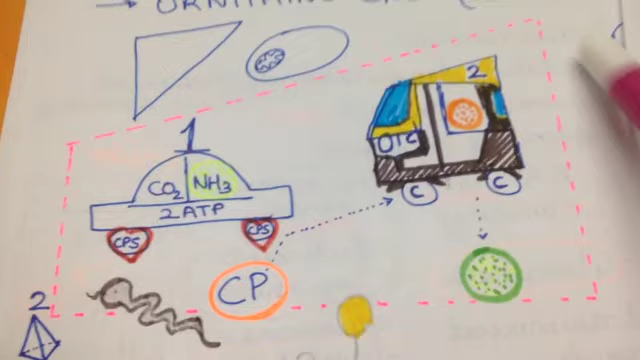 → ORNITHINE
1
2
CO₂ NH₃
OTC
2 ATP
CPS CPS
C C
CP
2